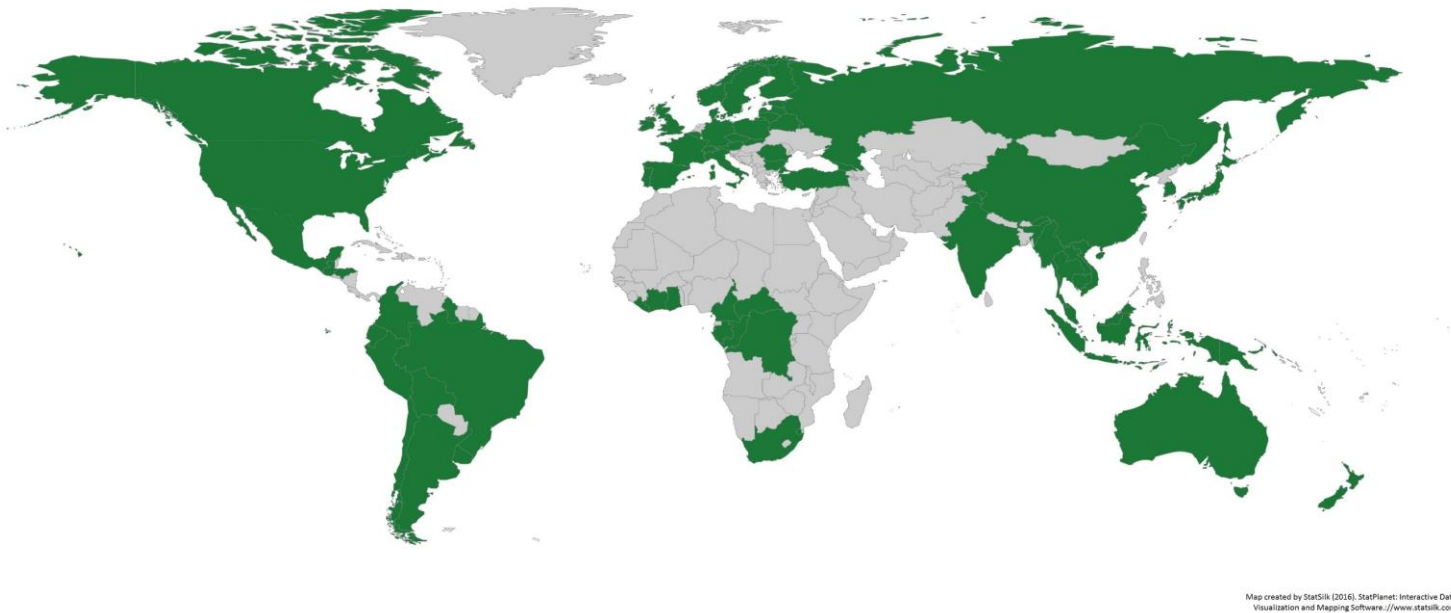 Map created by StatSilk (2016). StatPlanet: Interactive Dat
Visualization and Mapping Software.//www.statsilk.co